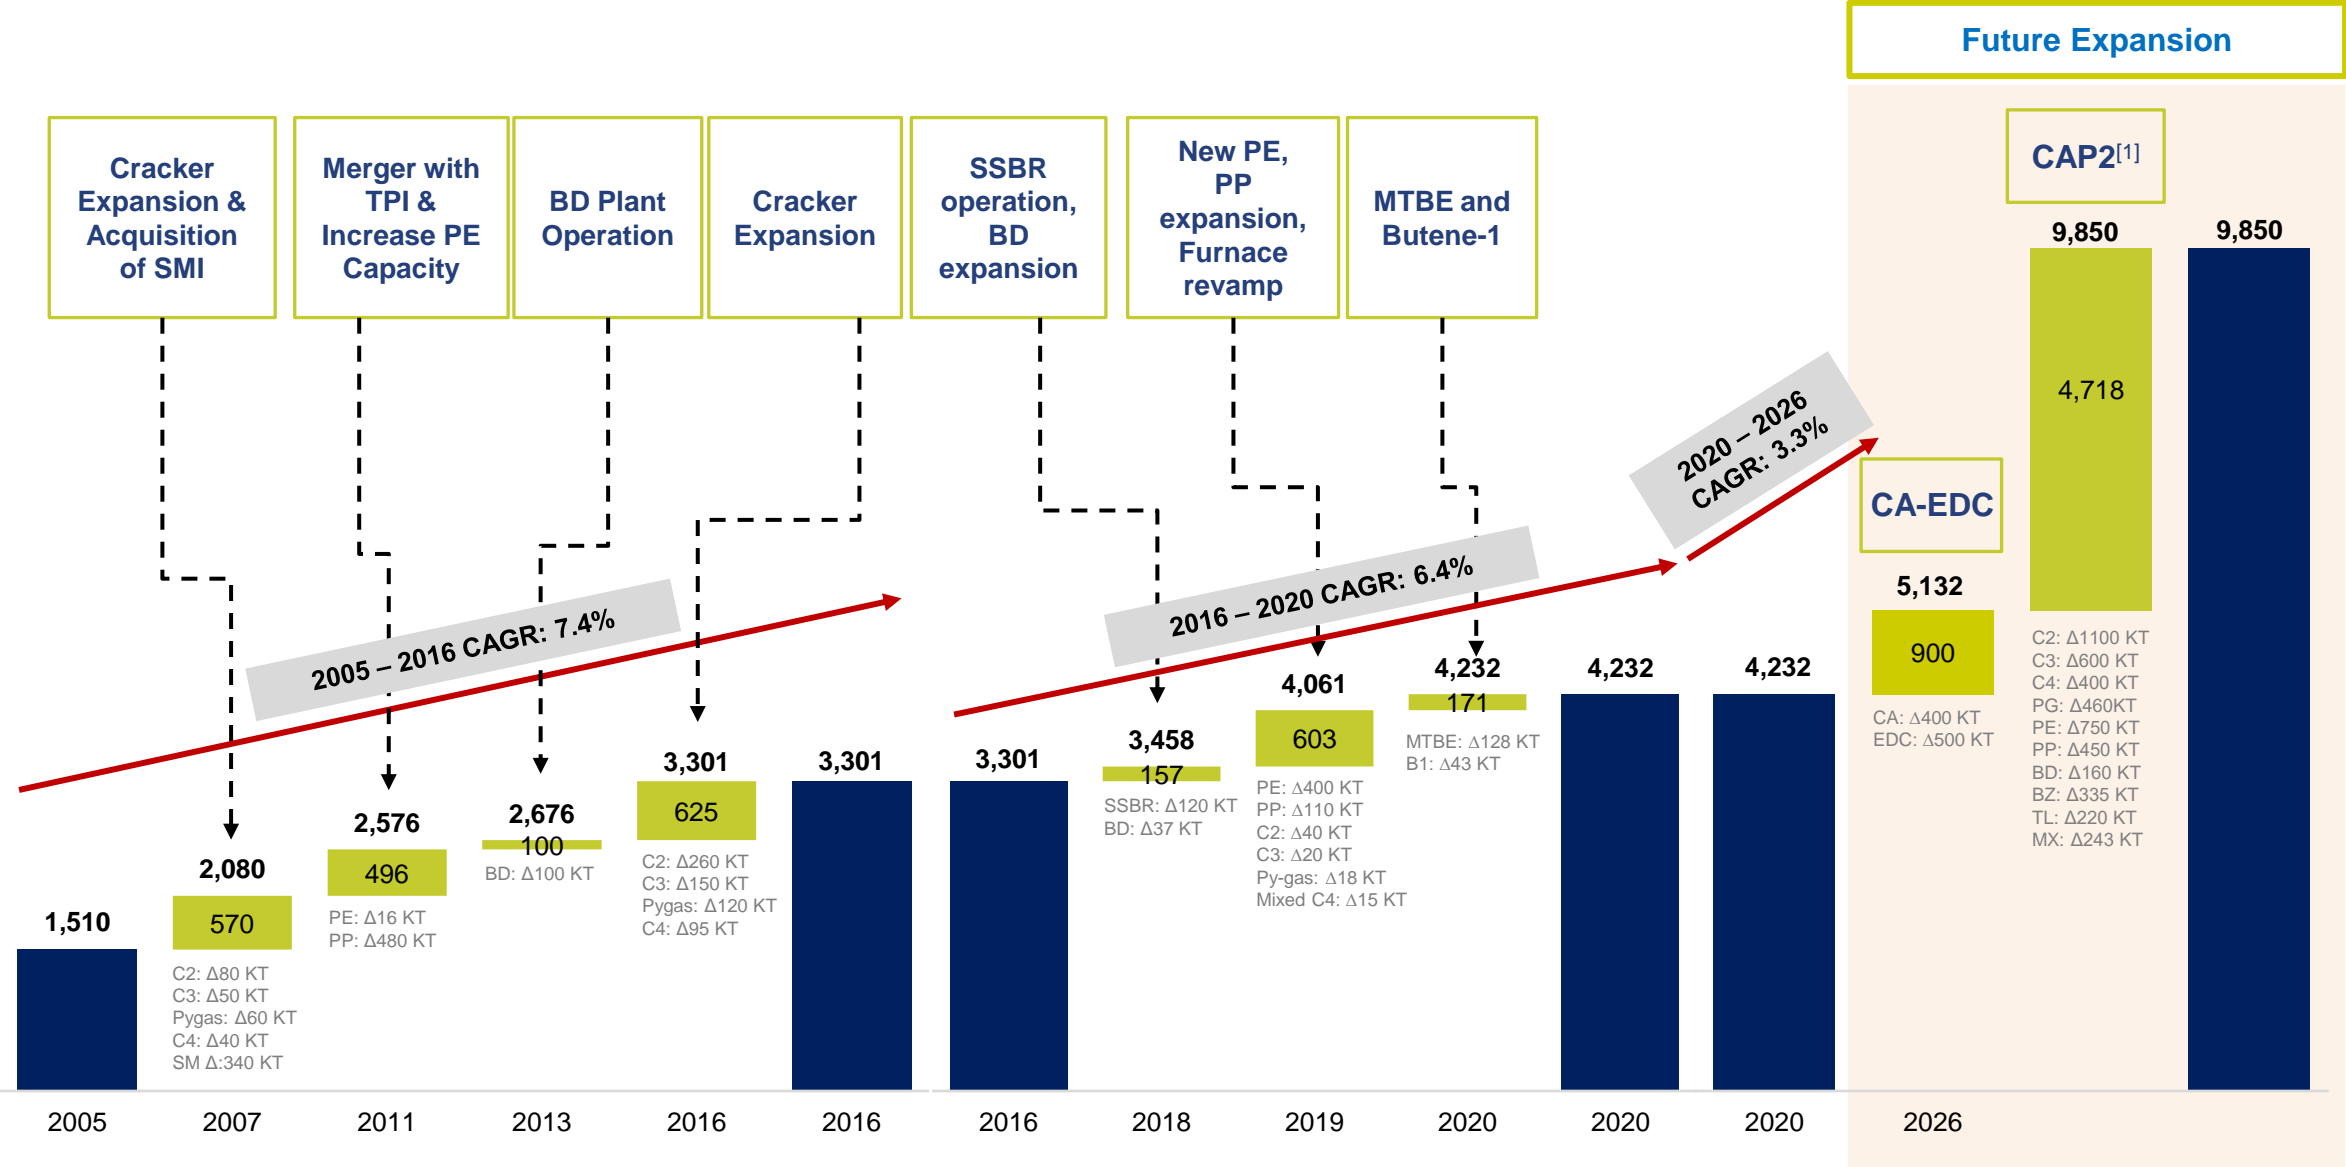 Future Expansion
Cracker
Expansion &
Acquisition
of SMI
Merger with
TPI &
Increase PE
Capacity
BD Plant
Operation
Cracker
Expansion
SSBR
operation,
BD
expansion
New PE,
PP
expansion,
Furnace
revamp
MTBE and
Butene-1
CAP2[1]
CA-EDC
2005 – 2016 CAGR: 7.4%
2016 – 2020 CAGR: 6.4%
2020 – 2026
CAGR: 3.3%
1,510
2,080
570
C2: Δ80 KT
C3: Δ50 KT
Pygas: Δ60 KT
C4: Δ40 KT
SM Δ:340 KT
2,576
496
PE: Δ16 KT
PP: Δ480 KT
2,676
100
BD: Δ100 KT
3,301
625
C2: Δ260 KT
C3: Δ150 KT
Pygas: Δ120 KT
C4: Δ95 KT
3,301
3,301
3,458
157
SSBR: Δ120 KT
BD: Δ37 KT
4,061
603
PE: Δ400 KT
PP: Δ110 KT
C2: Δ40 KT
C3: Δ20 KT
Py-gas: Δ18 KT
Mixed C4: Δ15 KT
4,232
171
MTBE: Δ128 KT
B1: Δ43 KT
4,232
4,232
5,132
900
CA: Δ400 KT
EDC: Δ500 KT
9,850
4,718
C2: Δ1100 KT
C3: Δ600 KT
C4: Δ400 KT
PG: Δ460KT
PE: Δ750 KT
PP: Δ450 KT
BD: Δ160 KT
BZ: Δ335 KT
TL: Δ220 KT
MX: Δ243 KT
9,850
2005
2007
2011
2013
2016
2016
2016
2018
2019
2020
2020
2020
2026